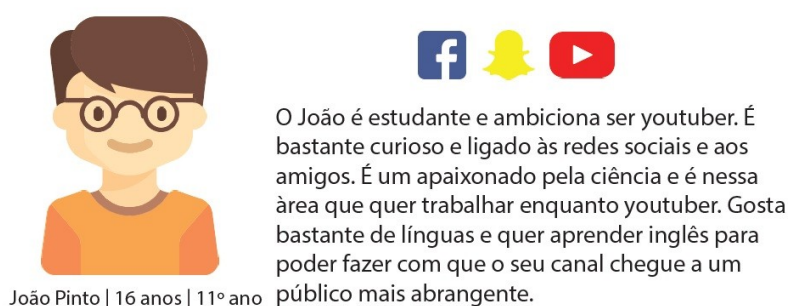 O João é estudante e ambiciona ser youtuber. É
bastante curioso e ligado às redes sociais e aos
amigos. É um apaixonado pela ciência e é nessa
àrea que quer trabalhar enquanto youtuber. Gosta
bastante de línguas e quer aprender inglês para
poder fazer com que o seu canal chegue a um
público mais abrangente.
João Pinto | 16 anos | 11º ano